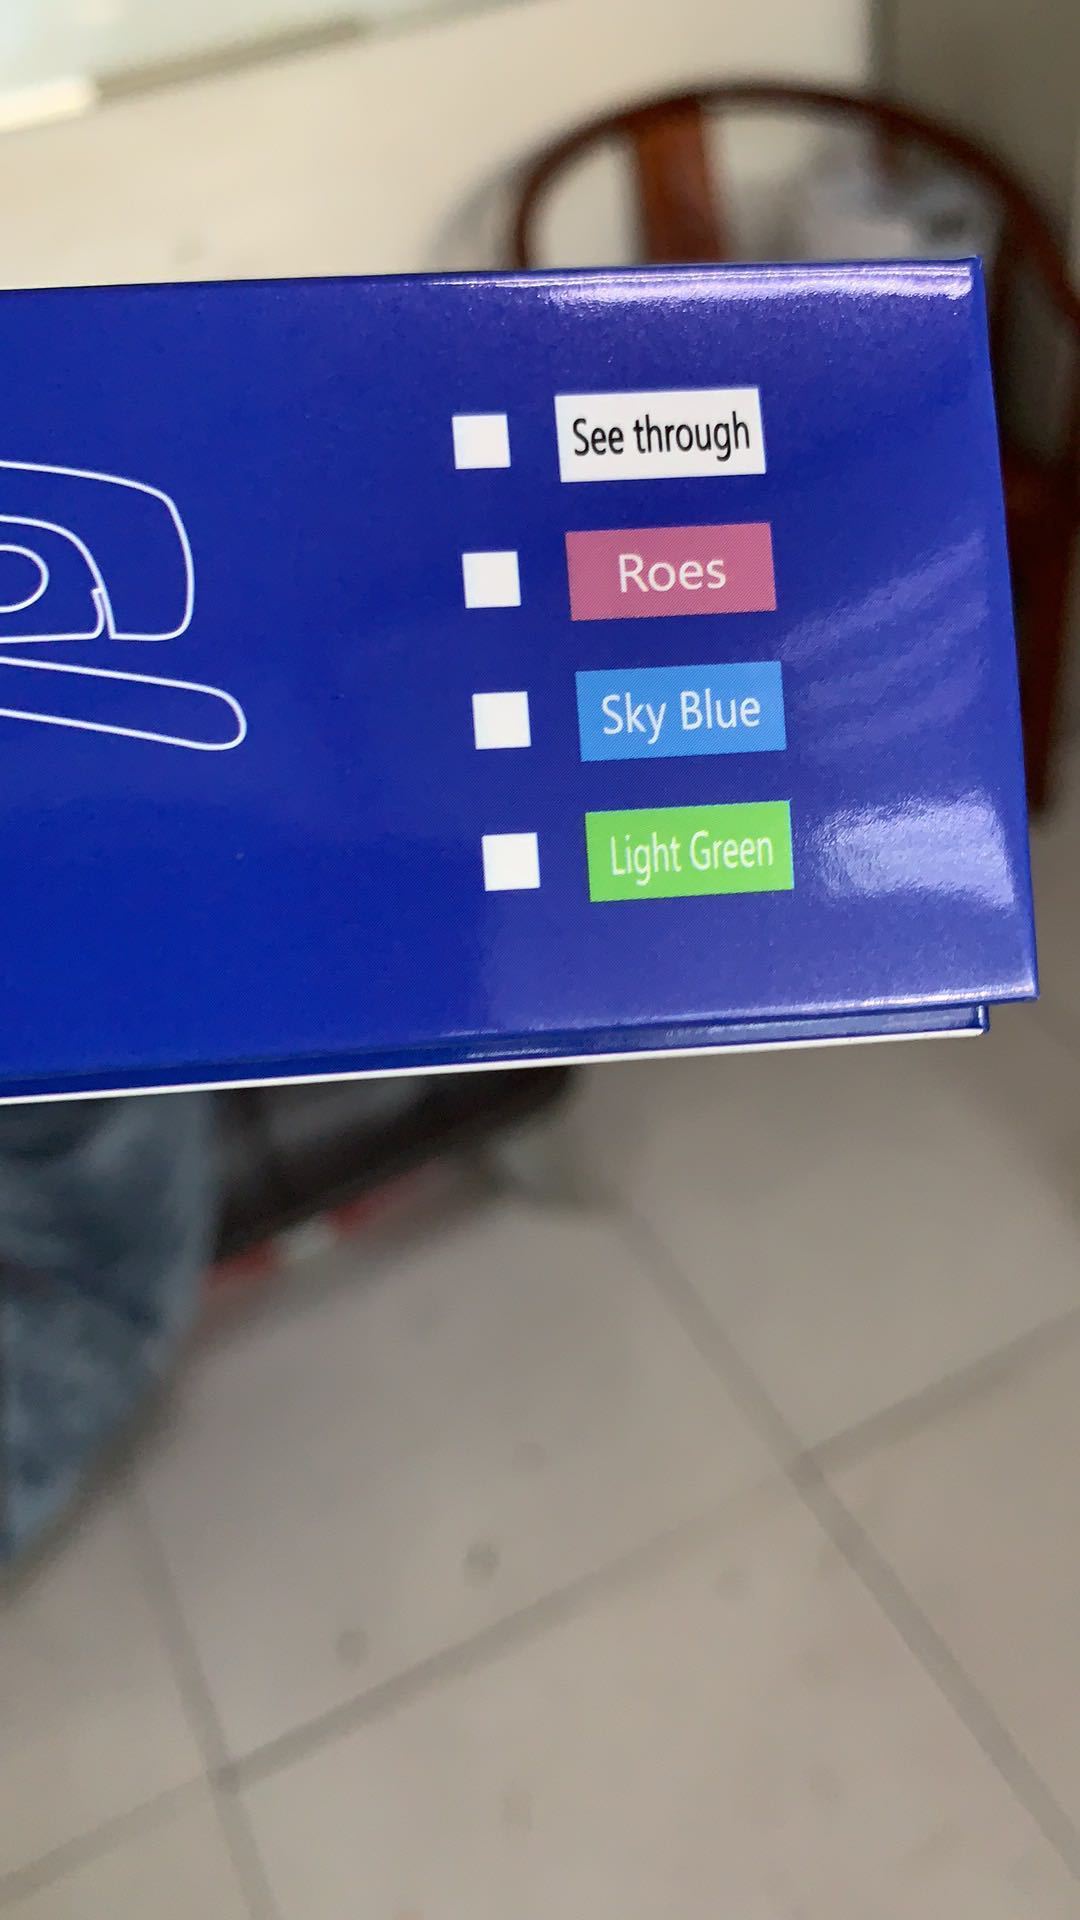 See through
Roes
Sky Blue
Light Green